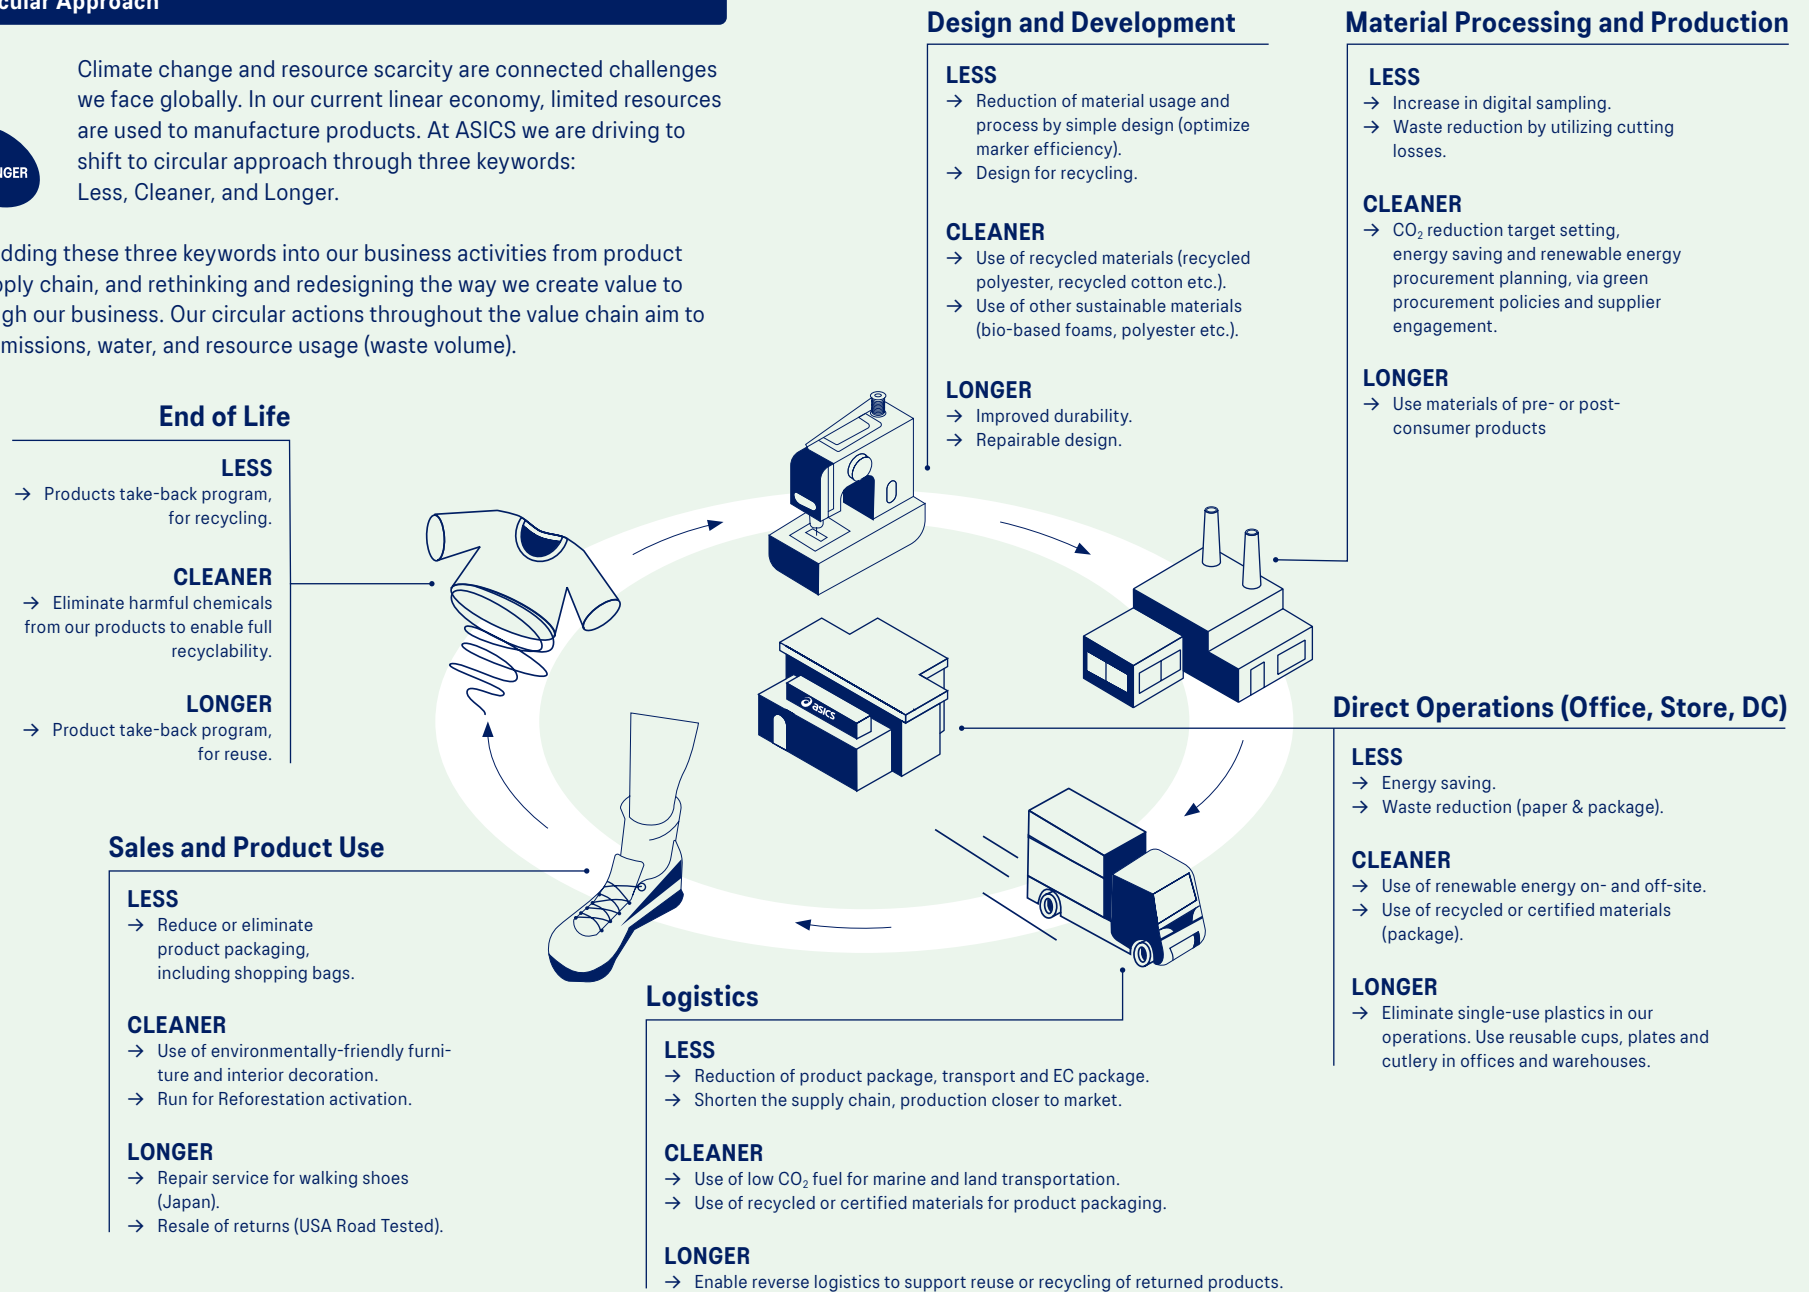 Approach
Climate change and resource scarcity are connected challenges
we face globally. In our current linear economy, limited resources
are used to manufacture products. At ASICS we are driving to
shift to circular approach through three keywords:
Less, Cleaner, and Longer.
these three keywords into our business activities from product
chain, and rethinking and redesigning the way we create value to
our business. Our circular actions throughout the value chain aim to
water, and resource usage (waste volume).
Design and Development
LESS
→ Reduction of material usage and
process by simple design (optimize
marker efficiency).
→ Design for recycling.
CLEANER
→ Use of recycled materials (recycled
polyester, recycled cotton etc.).
→ Use of other sustainable materials
(bio-based foams, polyester etc.).
LONGER
→ Improved durability.
→ Repairable design.
Material Processing and Production
LESS
→ Increase in digital sampling.
→ Waste reduction by utilizing cutting
losses.
CLEANER
→ CO₂ reduction target setting,
energy saving and renewable energy
procurement planning, via green
procurement policies and supplier
engagement.
LONGER
→ Use materials of pre- or post-
consumer products
End of Life
LESS
→ Products take-back program,
for recycling.
CLEANER
→ Eliminate harmful chemicals
from our products to enable full
recyclability.
LONGER
→ Product take-back program,
for reuse.
asics
Direct Operations (Office, Store, DC)
LESS
→ Energy saving.
→ Waste reduction (paper & package).
CLEANER
→ Use of renewable energy on- and off-site.
→ Use of recycled or certified materials
(package).
LONGER
→ Eliminate single-use plastics in our
operations. Use reusable cups, plates and
cutlery in offices and warehouses.
Sales and Product Use
LESS
→ Reduce or eliminate
product packaging,
including shopping bags.
CLEANER
→ Use of environmentally-friendly furni-
ture and interior decoration.
→ Run for Reforestation activation.
LONGER
→ Repair service for walking shoes
(Japan).
→ Resale of returns (USA Road Tested).
Logistics
LESS
→ Reduction of product package, transport and EC package.
→ Shorten the supply chain, production closer to market.
CLEANER
→ Use of low CO₂ fuel for marine and land transportation.
→ Use of recycled or certified materials for product packaging.
LONGER
→ Enable reverse logistics to support reuse or recycling of returned products.